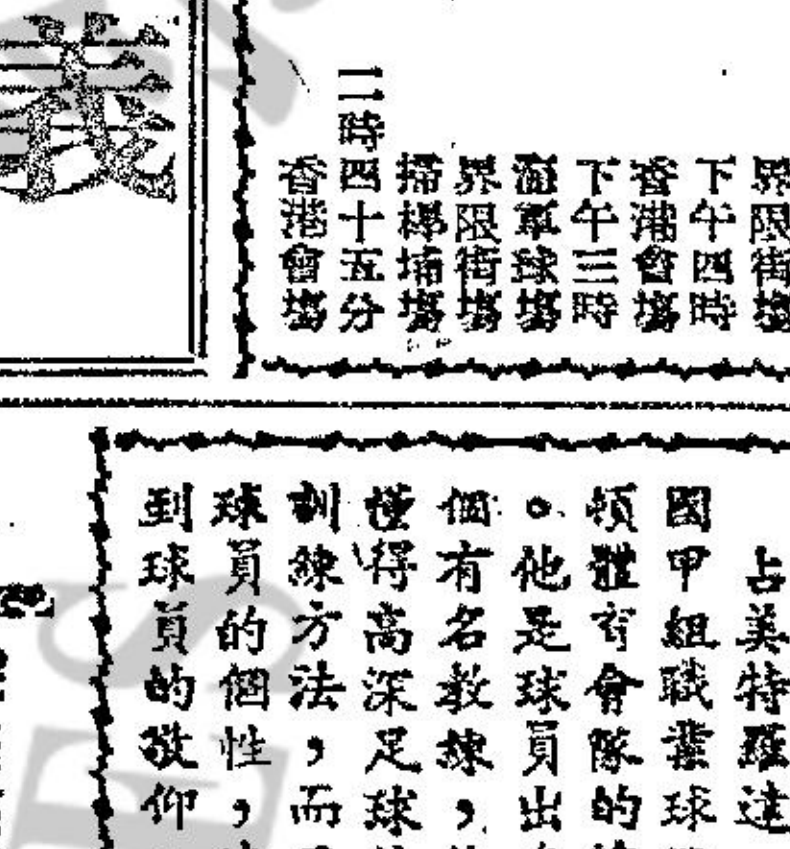 界限街塲
下午四時
香港會塲
下午三時
海軍球塲
界限街塲
掃桿埔塲
二時四十五分
香港會塲
義
占美特羅達
國甲組職業球
頓體育會隊的
。他是球員出
個有名教練，
懂得高深足球
訓練方法，而
球員的個性，
到球員的敬仰
ES